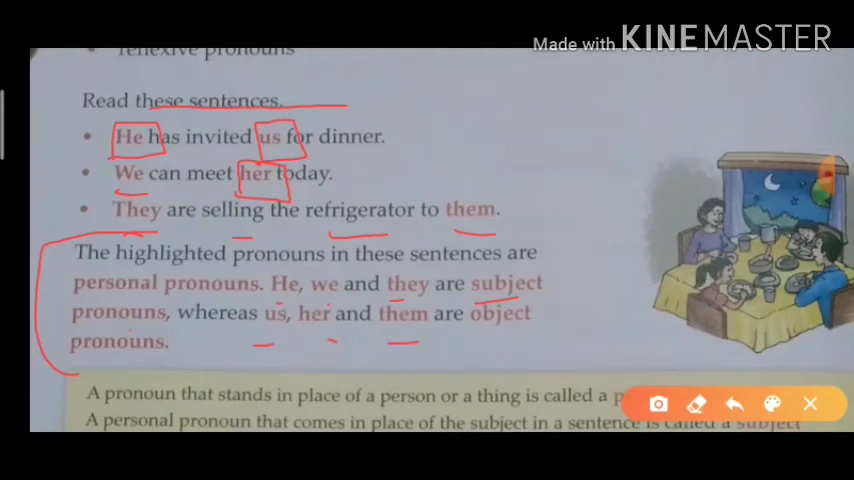 Made with KINEMASTER
reflexive pronouns
Read these sentences.
• He has invited us for dinner.
• We can meet her today.
• They are selling the refrigerator to them.
The highlighted pronouns in these sentences are
personal pronouns. He, we and they are subject
pronouns, whereas us, her and them are object
pronouns.
A pronoun that stands in place of a person or a thing is called a p
A personal pronoun that comes in place of the subject in a sentence is called a subject